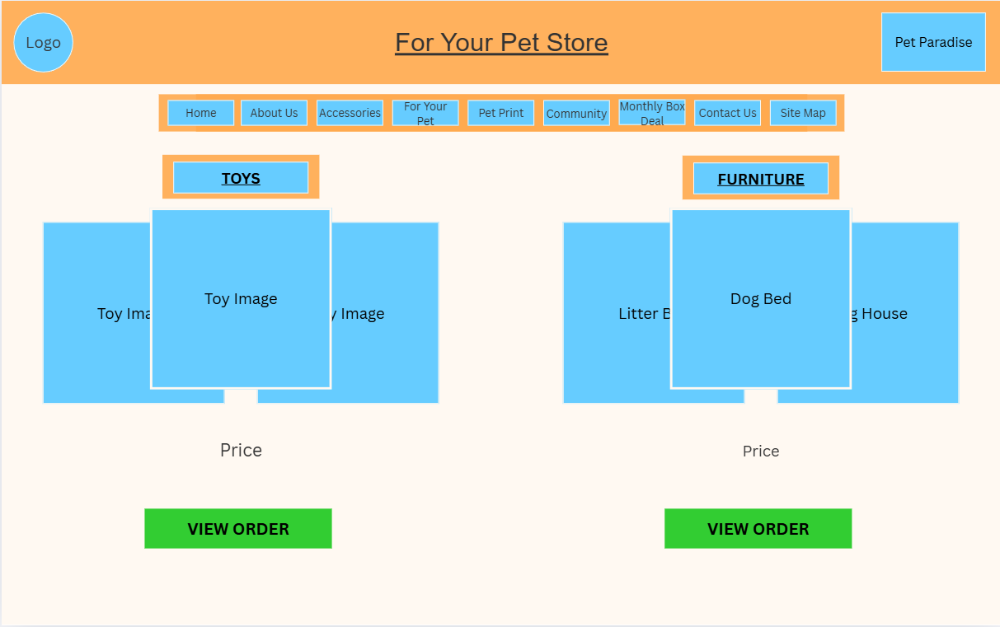 Logo
For Your Pet Store
Pet Paradise
Home
About Us
Accessories
For Your
Pet
Pet Print
Community
Monthly Box
Deal
Contact Us
Site Map
TOYS
FURNITURE
Toy Ima
Toy Image
y Image
Litter B
Dog Bed
g House
Price
Price
VIEW ORDER
VIEW ORDER